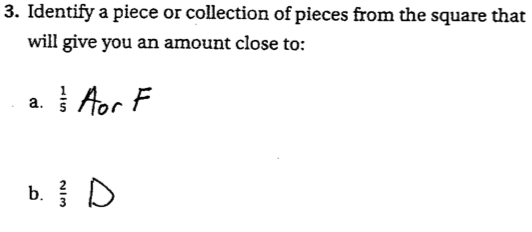 3. Identify a piece or collection of pieces from the square that
will give you an amount close to:
a. 1/5 A or F
b. 2/3 D